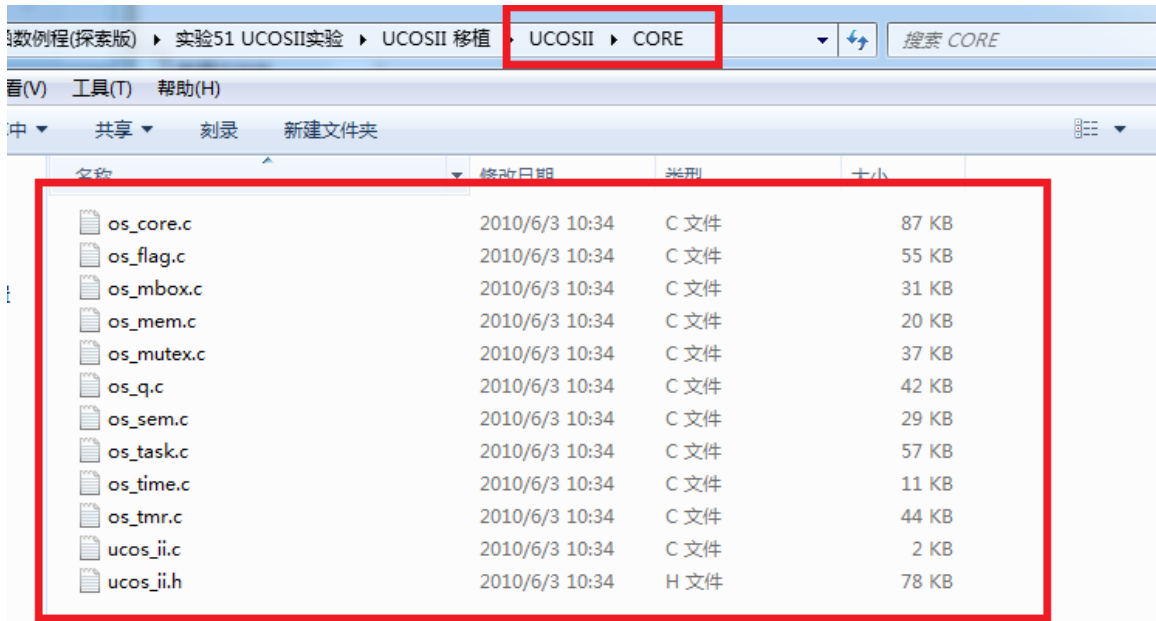 数例程(探索版) ▸ 实验51 UCOSII实验 ▸ UCOSII 移植 ▸ UCOSII ▸ CORE 搜索 CORE
看(V) 工具(T) 帮助(H)
中 共享 刻录 新建文件夹
名称 修改日期 类型 大小
os_core.c 2010/6/3 10:34 C 文件 87 KB
os_flag.c 2010/6/3 10:34 C 文件 55 KB
os_mbox.c 2010/6/3 10:34 C 文件 31 KB
os_mem.c 2010/6/3 10:34 C 文件 20 KB
os_mutex.c 2010/6/3 10:34 C 文件 37 KB
os_q.c 2010/6/3 10:34 C 文件 42 KB
os_sem.c 2010/6/3 10:34 C 文件 29 KB
os_task.c 2010/6/3 10:34 C 文件 57 KB
os_time.c 2010/6/3 10:34 C 文件 11 KB
os_tmr.c 2010/6/3 10:34 C 文件 44 KB
ucos_ii.c 2010/6/3 10:34 C 文件 2 KB
ucos_ii.h 2010/6/3 10:34 H 文件 78 KB